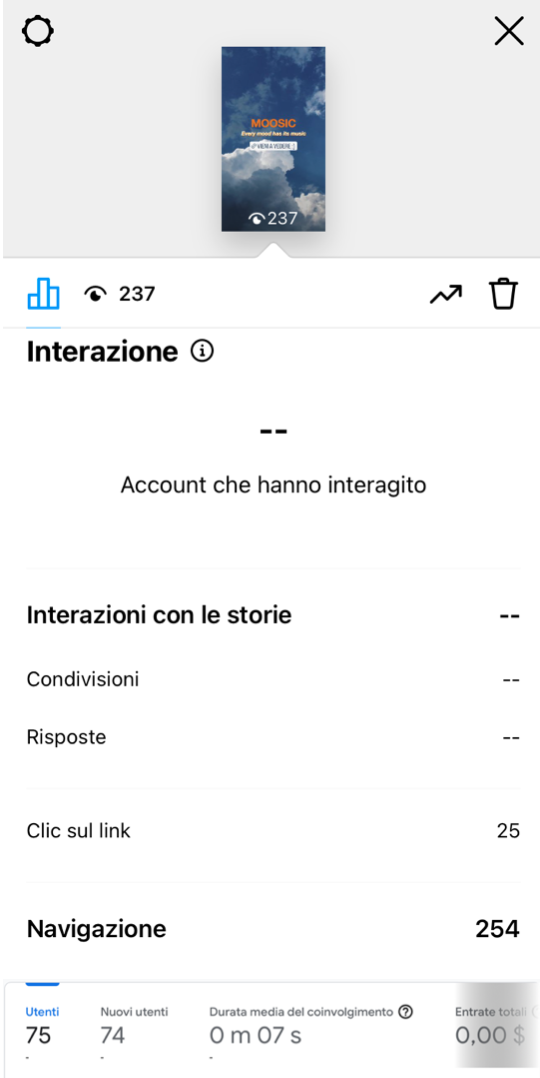 MOOSIC
Every mood has its music
VIENI A VEDERE :)
237
237
Interazione
--
Account che hanno interagito
Interazioni con le storie --
Condivisioni --
Risposte --
Clic sul link 25
Navigazione 254
Utenti Nuovi utenti Durata media del coinvolgimento Entrate totali
75 74 0 m 07 s 0,00 $
- - -